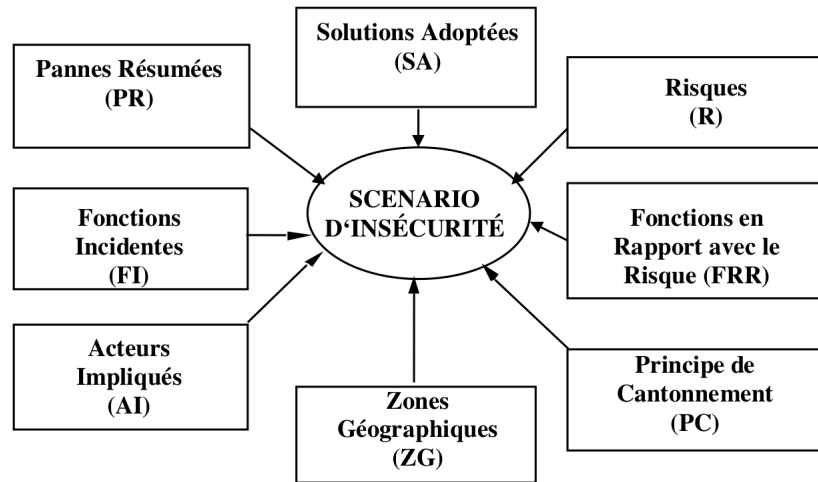 Solutions Adoptées
(SA)
Pannes Résumées
(PR)
Risques
(R)
SCENARIO
D'INSÉCURITÉ
Fonctions
Incidentes
(FI)
Fonctions en
Rapport avec le
Risque (FRR)
Acteurs
Impliqués
(AI)
Zones
Géographiques
(ZG)
Principe de
Cantonnement
(PC)